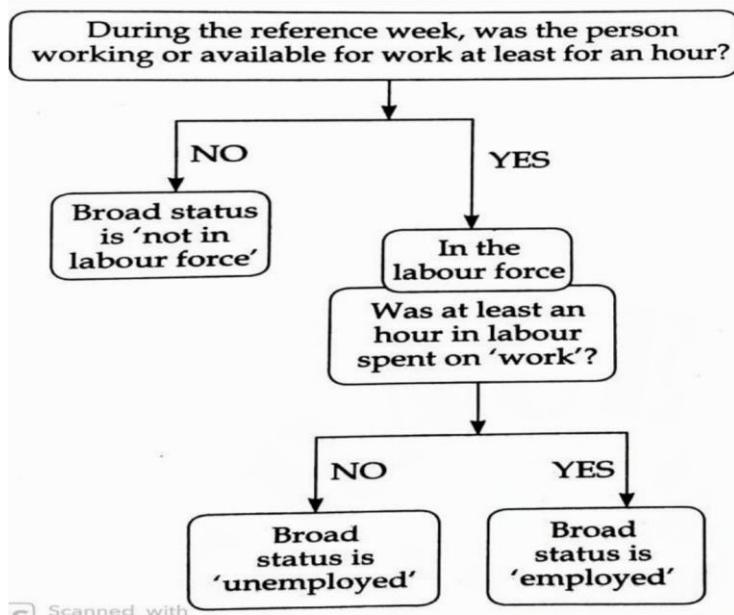 During the reference week, was the person
working or available for work at least for an hour?
NO
YES
Broad status
is 'not in
labour force'
In the
labour force
Was at least an
hour in labour
spent on 'work'?
NO
YES
Broad
status is
'unemployed'
Broad
status is
'employed'
Scanned with